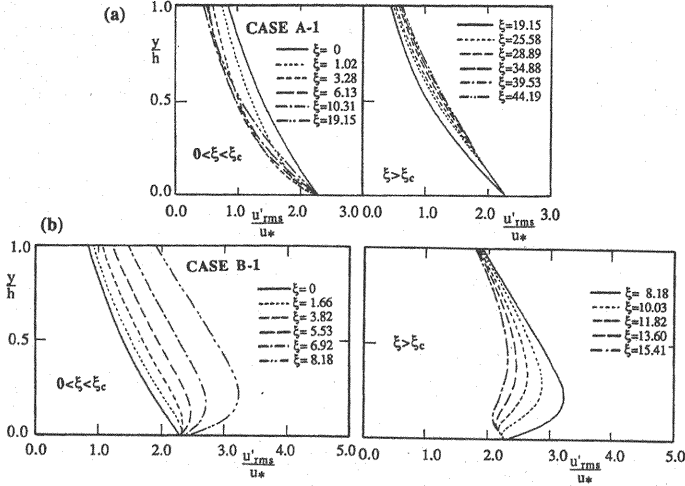 (a)
y/h
1.0
0.5
0.0
CASE A-1
ξ= 0
ξ= 1.02
ξ= 3.28
ξ= 6.13
ξ=10.31
ξ=19.15
0<ξ<ξc
0.0 1.0 2.0 3.0
u'rms/u*
ξ=19.15
ξ=25.58
ξ=28.89
ξ=34.88
ξ=39.53
ξ=44.19
ξ>ξc
0.0 1.0 2.0 3.0
u'rms/u*
(b)
y/h
1.0
0.5
0.0
CASE B-1
ξ= 0
ξ= 1.66
ξ= 3.82
ξ= 5.53
ξ= 6.92
ξ= 8.18
0<ξ<ξc
0.0 1.0 2.0 3.0 4.0 5.0
u'rms/u*
ξ= 8.18
ξ=10.03
ξ=11.82
ξ=13.60
ξ=15.41
ξ>ξc
0.0 1.0 2.0 3.0 4.0 5.0
u'rms/u*